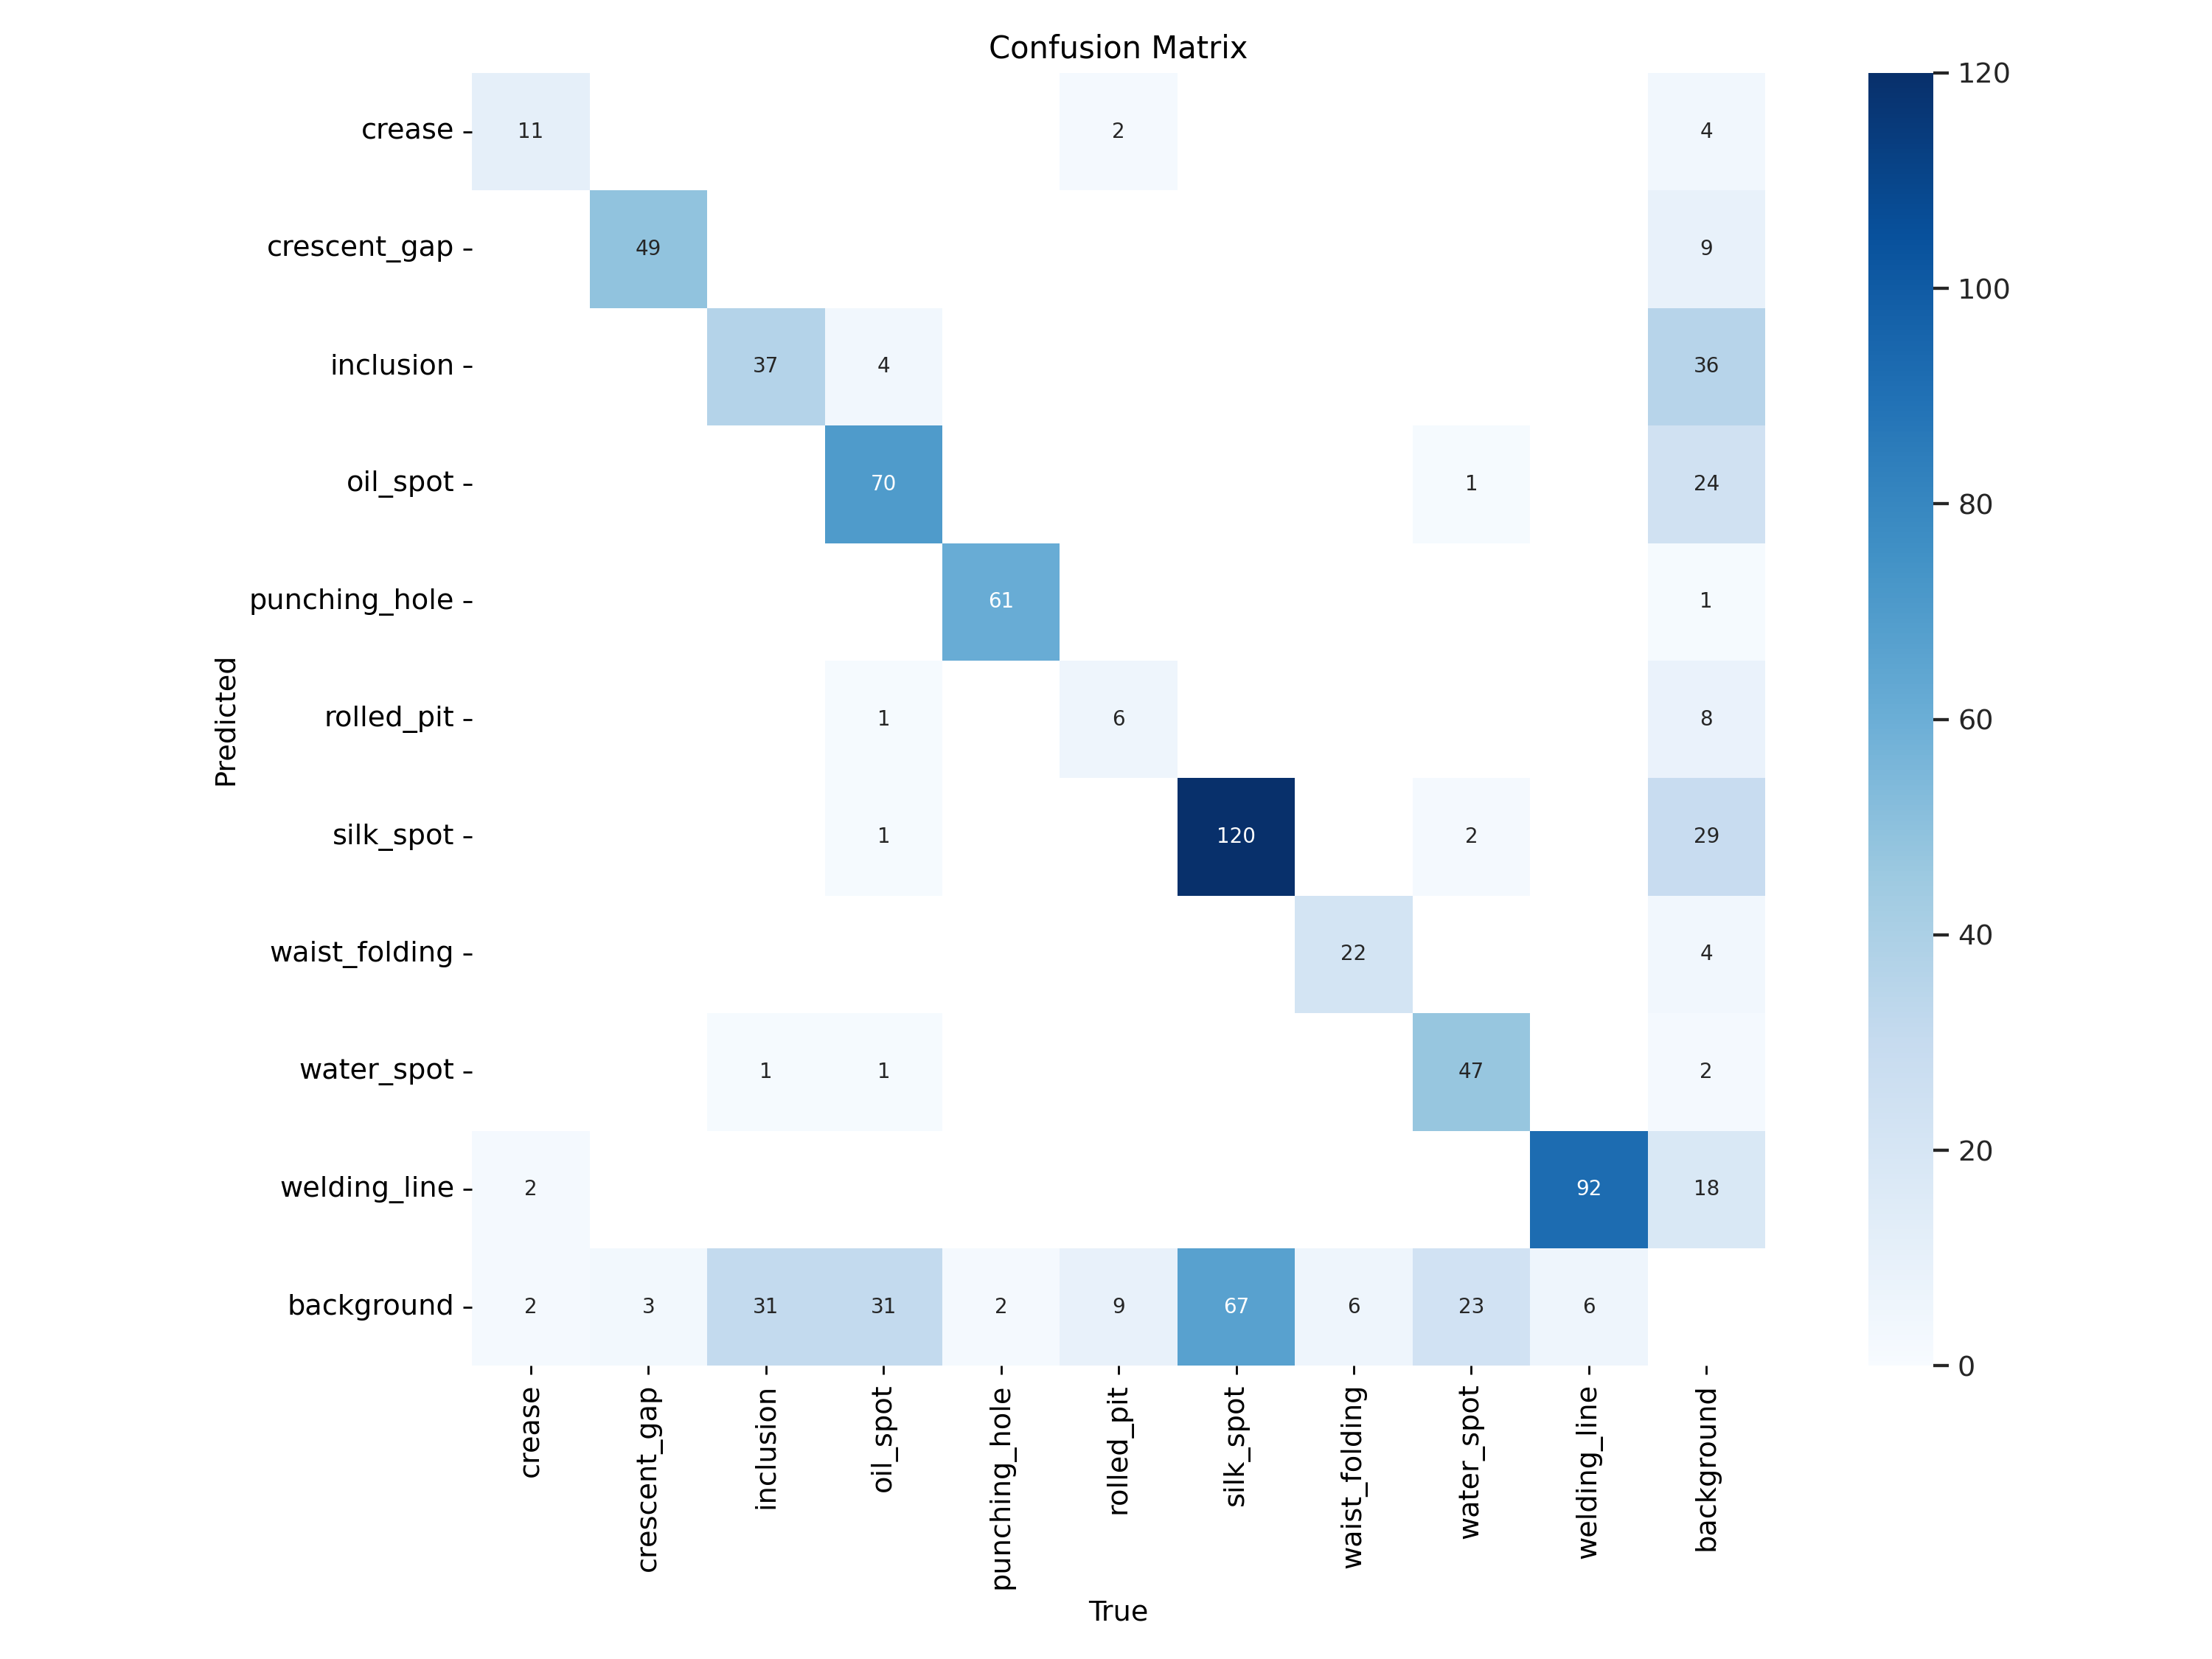 Confusion Matrix
crease 11 2 4
crescent_gap 49 9
inclusion 37 4 36
oil_spot 70 1 24
punching_hole 61 1
rolled_pit 1 6 8
silk_spot 1 120 2 29
waist_folding 22 4
water_spot 1 1 47 2
welding_line 2 92 18
background 2 3 31 31 2 9 67 6 23 6
Predicted
crease
crescent_gap
inclusion
oil_spot
punching_hole
rolled_pit
silk_spot
waist_folding
water_spot
welding_line
background
True
120
100
80
60
40
20
0